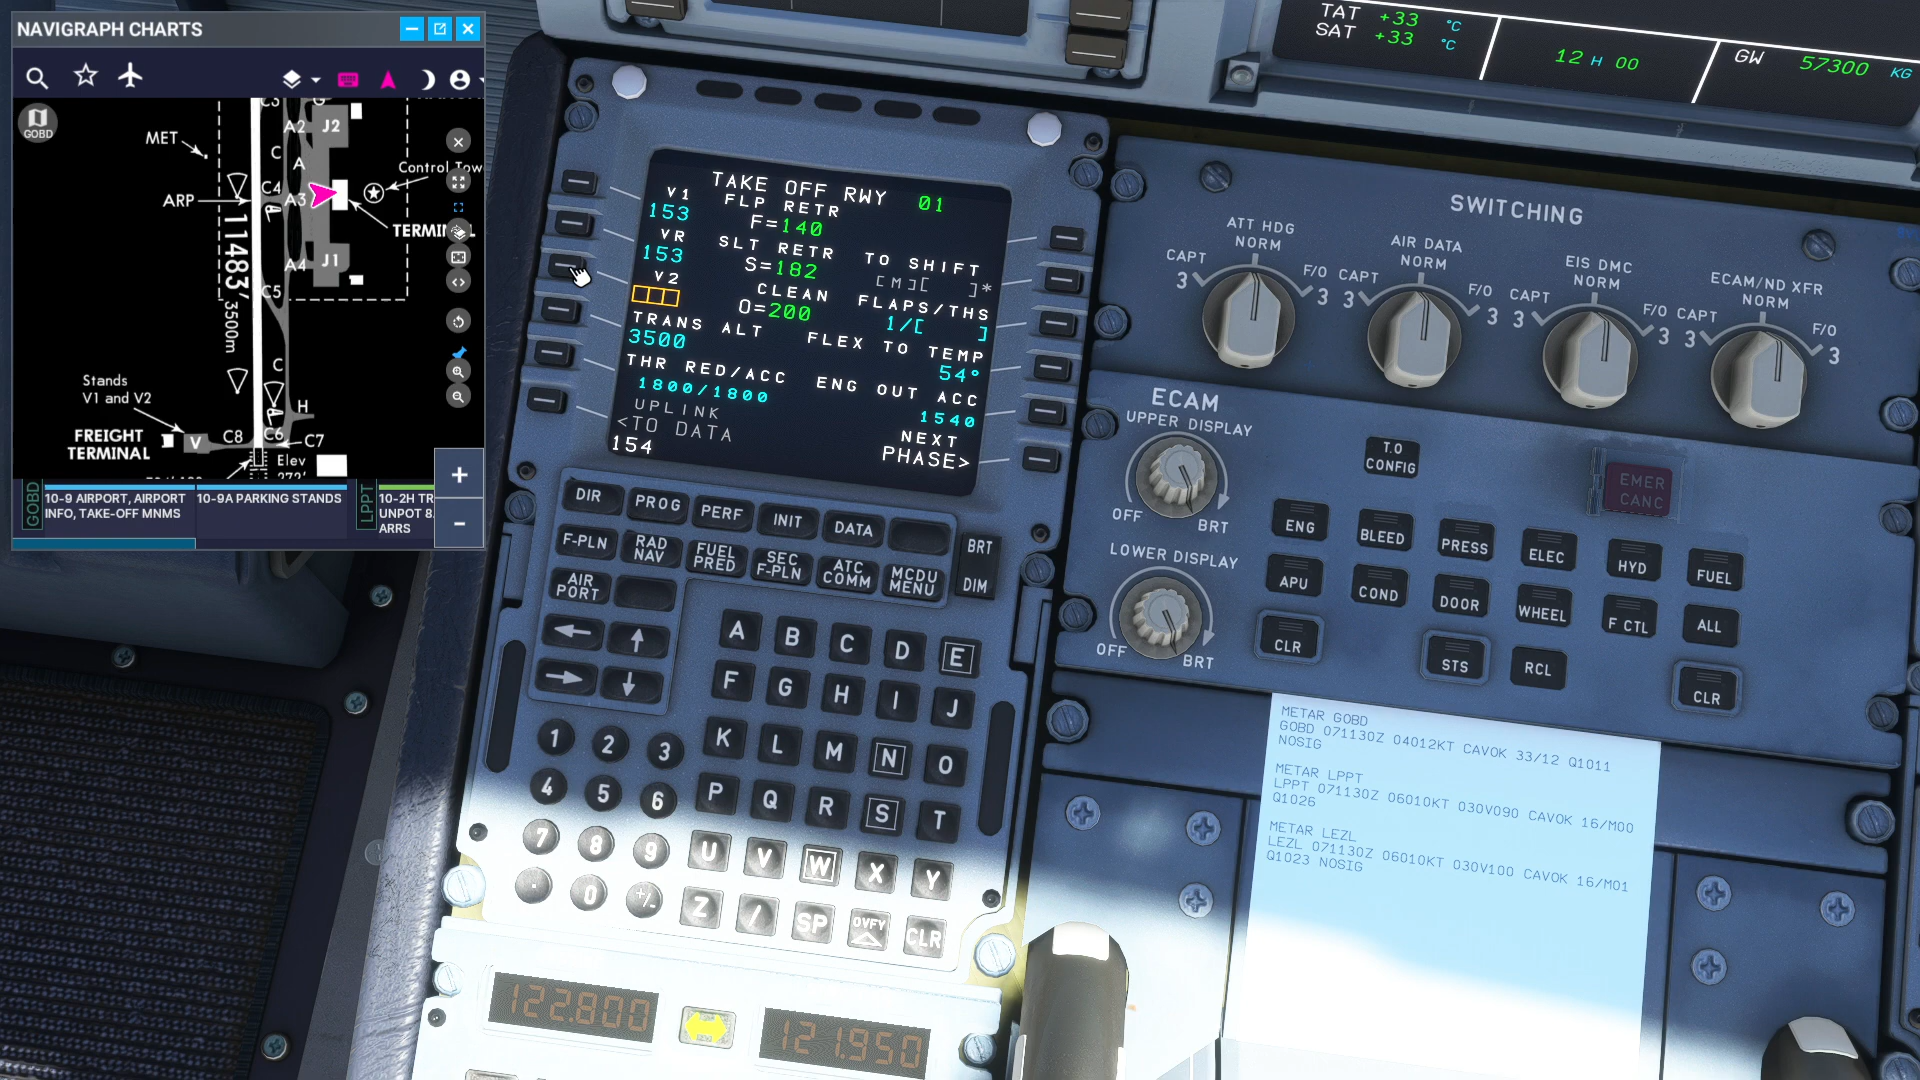 NAVIGRAPH CHARTS
GOBD
C3
G
A2
J2
MET
C
A
Control Tow
C4
ARP
A3
TERMIN
11483'
3500m
A4
J1
C5
C
Stands
V1 and V2
H
FREIGHT
TERMINAL
V
C8
C6
C7
Elev
272'
GOBD
10-9 AIRPORT, AIRPORT
INFO, TAKE-OFF MNMS
10-9A PARKING STANDS
LPPT
10-2H TR
UNPOT 8
ARRS
+
-
TAT +33 °C
SAT +33 °C
12 H 00
GW 57300 KG
TAKE OFF RWY 01
V1 FLP RETR
153 F=140
VR SLT RETR TO SHIFT
153 S=182 [M][ ]*
V2 CLEAN FLAPS/THS
O=200 1/[ ]
TRANS ALT FLEX TO TEMP
3500 54°
THR RED/ACC ENG OUT ACC
1800/1800 1540
UPLINK NEXT
<TO DATA PHASE>
154
DIR
PROG
PERF
INIT
DATA
BRT
DIM
F-PLN
RAD
NAV
FUEL
PRED
SEC
F-PLN
ATC
COMM
MCDU
MENU
AIR
PORT
A
B
C
D
E
F
G
H
I
J
1
2
3
K
L
M
N
O
4
5
6
P
Q
R
S
T
7
8
9
U
V
W
X
Y
.
0
+/-
Z
/
SP
OVFY
CLR
122.800
121.950
SWITCHING
ATT HDG
NORM
CAPT
3
F/O
3
AIR DATA
NORM
CAPT
3
F/O
3
EIS DMC
NORM
CAPT
3
F/O
3
ECAM/ND XFR
NORM
CAPT
3
F/O
3
ECAM
UPPER DISPLAY
OFF
BRT
T.O
CONFIG
EMER
CANC
LOWER DISPLAY
OFF
BRT
ENG
BLEED
PRESS
ELEC
HYD
FUEL
APU
COND
DOOR
WHEEL
F CTL
ALL
CLR
STS
RCL
CLR
METAR GOBD
GOBD 071130Z 04012KT CAVOK 33/12 Q1011
NOSIG
METAR LPPT
LPPT 071130Z 06010KT 030V090 CAVOK 16/M00
Q1026
METAR LEZL
LEZL 071130Z 06010KT 030V100 CAVOK 16/M01
Q1023 NOSIG